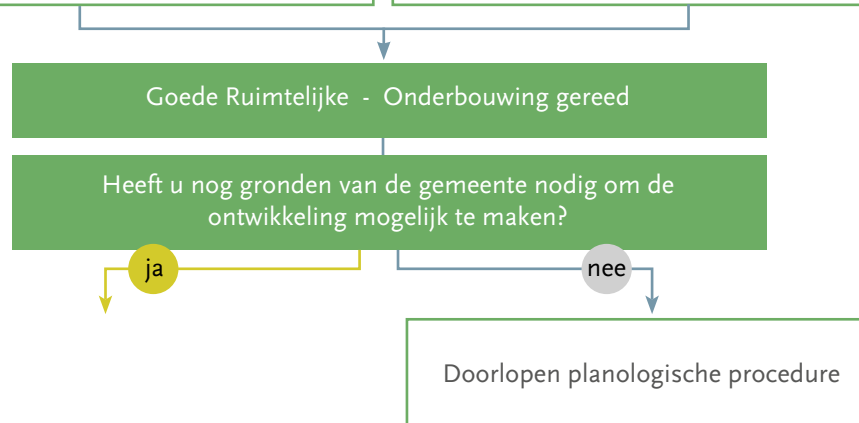 Goede Ruimtelijke - Onderbouwing gereed
Heeft u nog gronden van de gemeente nodig om de
ontwikkeling mogelijk te maken?
ja
nee
Doorlopen planologische procedure